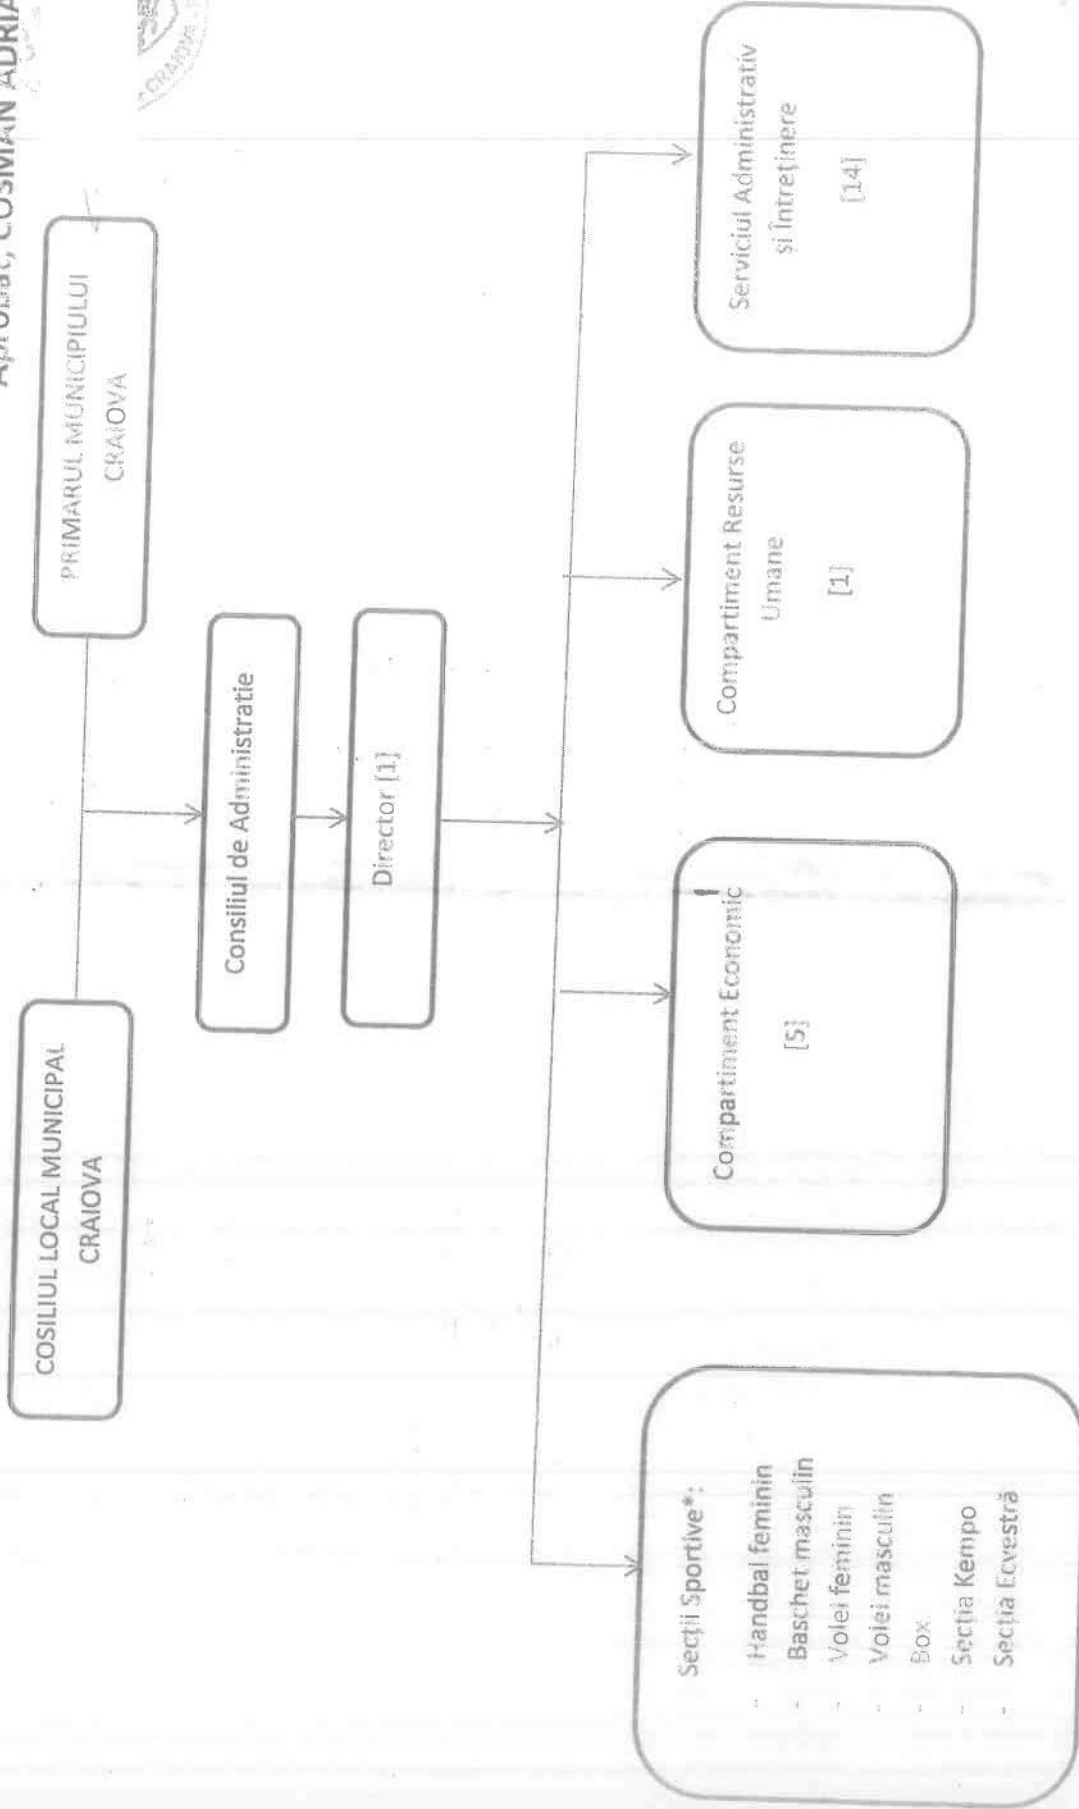 Aprobat, COSMAN ADRIA
CRAIOVA
COSILIUL LOCAL MUNICIPAL
CRAIOVA
PRIMARUL MUNICIPIULUI
CRAIOVA
Consiliul de Administratie
Director [1]
Secții Sportive*:
- Handbal feminin
- Baschet masculin
- Volei feminin
- Volei masculin
- Box
- Secția Kempo
- Secția Ecvestră
Compartiment Economic
[5]
Compartiment Resurse
Umane
[1]
Serviciul Administrativ
și Întreținere
[14]